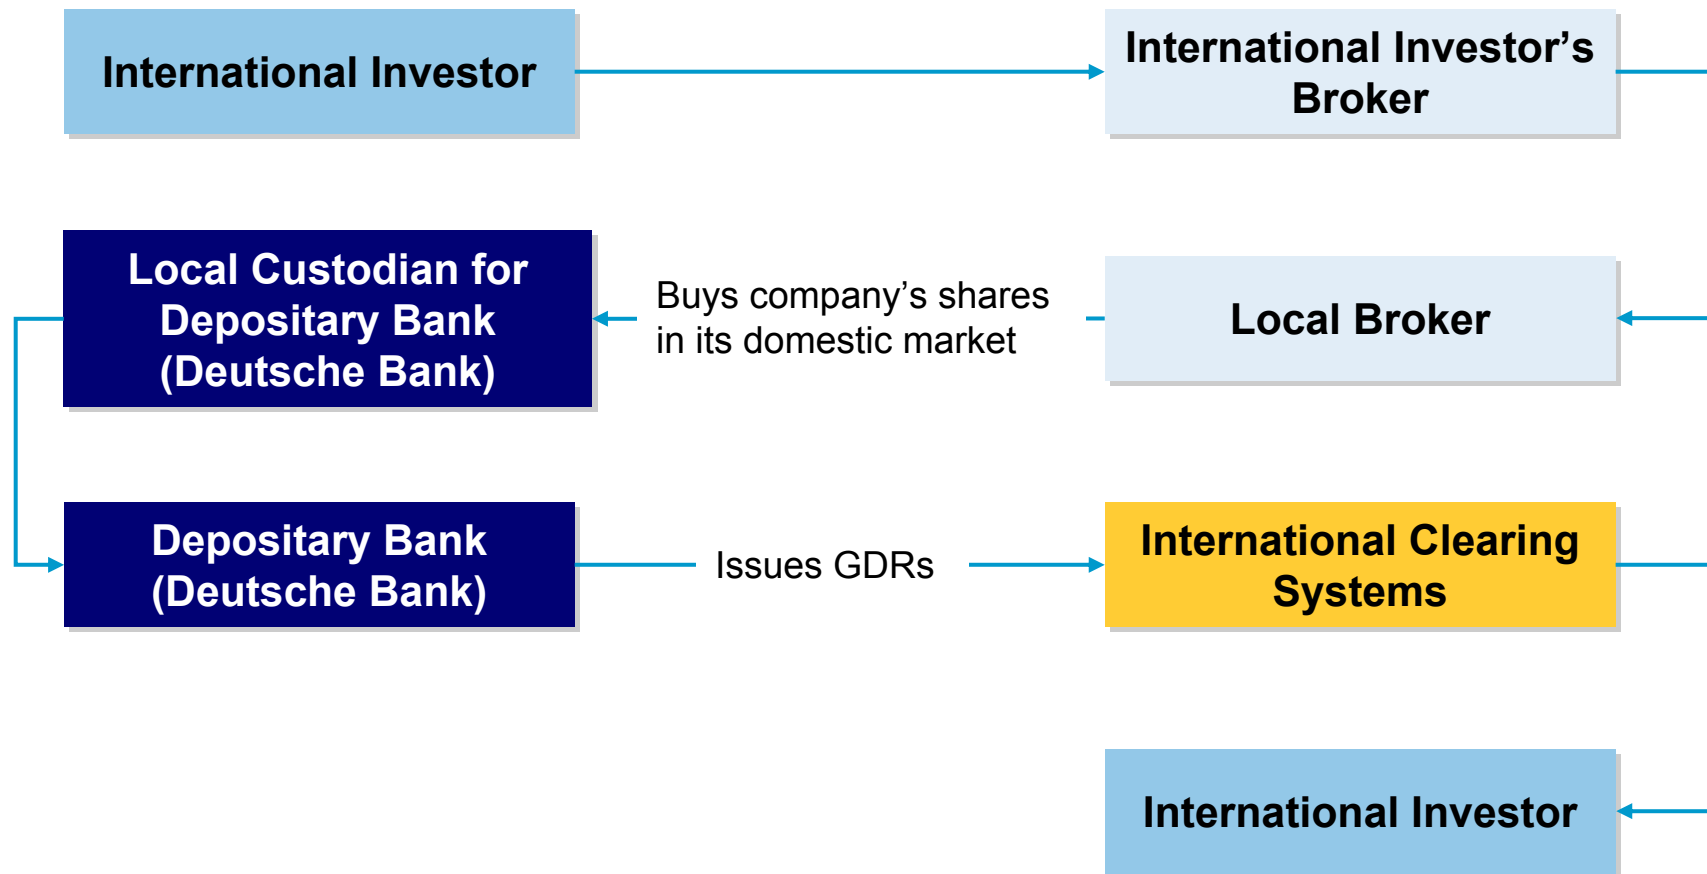 International Investor
International Investor’s
Broker
Local Custodian for
Depositary Bank
(Deutsche Bank)
Buys company’s shares
in its domestic market
Local Broker
Depositary Bank
(Deutsche Bank)
Issues GDRs
International Clearing
Systems
International Investor